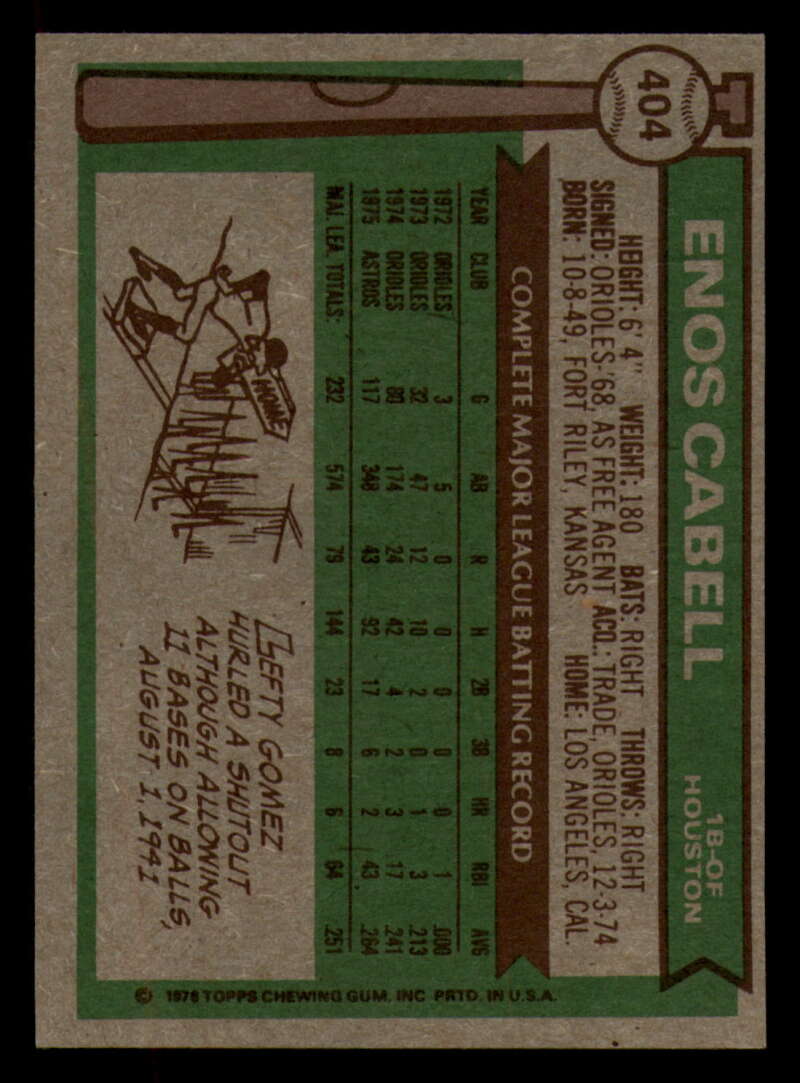 404
ENOS CABELL
1B-OF
HOUSTON
HEIGHT: 6' 4" WEIGHT: 180 BATS: RIGHT THROWS: RIGHT
SIGNED: ORIOLES-'68, AS FREE AGENT ACQ.: TRADE, ORIOLES, 12-3-74
BORN: 10-8-49, FORT RILEY, KANSAS HOME: LOS ANGELES, CAL.
COMPLETE MAJOR LEAGUE BATTING RECORD
YEAR CLUB G AB R H 2B 3B HR RBI AVG
1972 ORIOLES 3 5 0 0 0 0 0 1 .000
1973 ORIOLES 32 47 12 10 2 0 1 3 .213
1974 ORIOLES 80 174 24 42 4 2 3 17 .241
1975 ASTROS 117 348 43 92 17 6 2 43 .264
MAJ. LEA. TOTALS: 232 574 79 144 23 8 6 64 .251
HOME
LEFTY GOMEZ
HURLED A SHUTOUT
ALTHOUGH ALLOWING
11 BASES ON BALLS,
AUGUST 1, 1941
© 1976 TOPPS CHEWING GUM, INC PRTD. IN U.S.A.